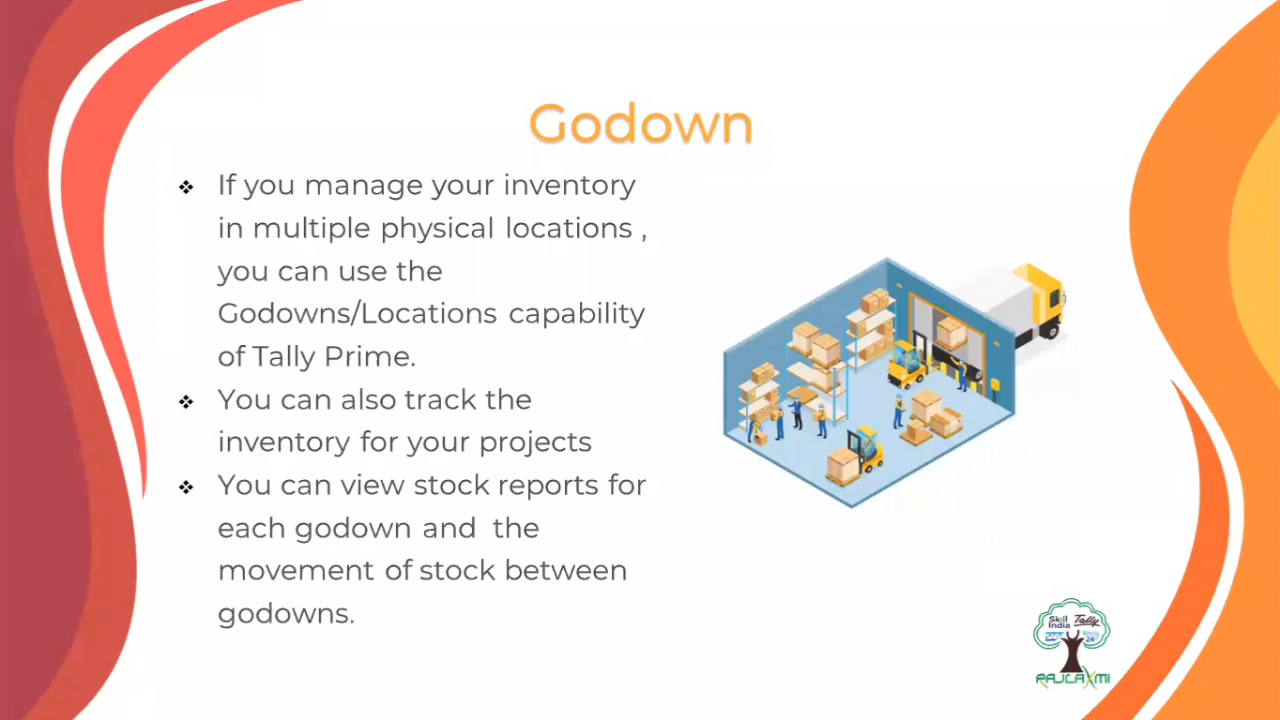 Godown
❖ If you manage your inventory
in multiple physical locations ,
you can use the
Godowns/Locations capability
of Tally Prime.
❖ You can also track the
inventory for your projects
❖ You can view stock reports for
each godown and the
movement of stock between
godowns.
Skill India Tally
24
RAJLAXMI